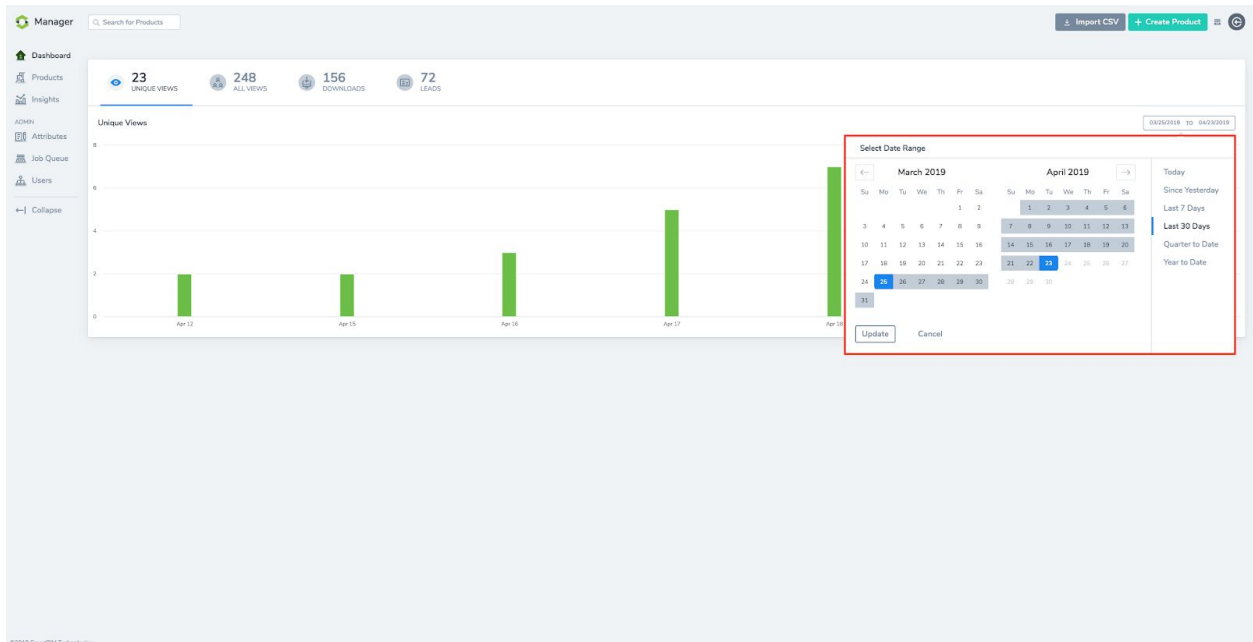 Manager
Search for Products
Import CSV
+ Create Product
Dashboard
Products
Insights
ADMIN
Attributes
Job Queue
Users
Collapse
23
UNIQUE VIEWS
248
ALL VIEWS
156
DOWNLOADS
72
LEADS
Unique Views
03/25/2019 TO 04/23/2019
8
6
4
2
0
Apr 12
Apr 15
Apr 16
Apr 17
Apr 18
Select Date Range
March 2019
Su Mo Tu We Th Fr Sa
1 2
3 4 5 6 7 8 9
10 11 12 13 14 15 16
17 18 19 20 21 22 23
24 25 26 27 28 29 30
31
April 2019
Su Mo Tu We Th Fr Sa
1 2 3 4 5 6
7 8 9 10 11 12 13
14 15 16 17 18 19 20
21 22 23 24 25 26 27
28 29 30
Today
Since Yesterday
Last 7 Days
Last 30 Days
Quarter to Date
Year to Date
Update
Cancel